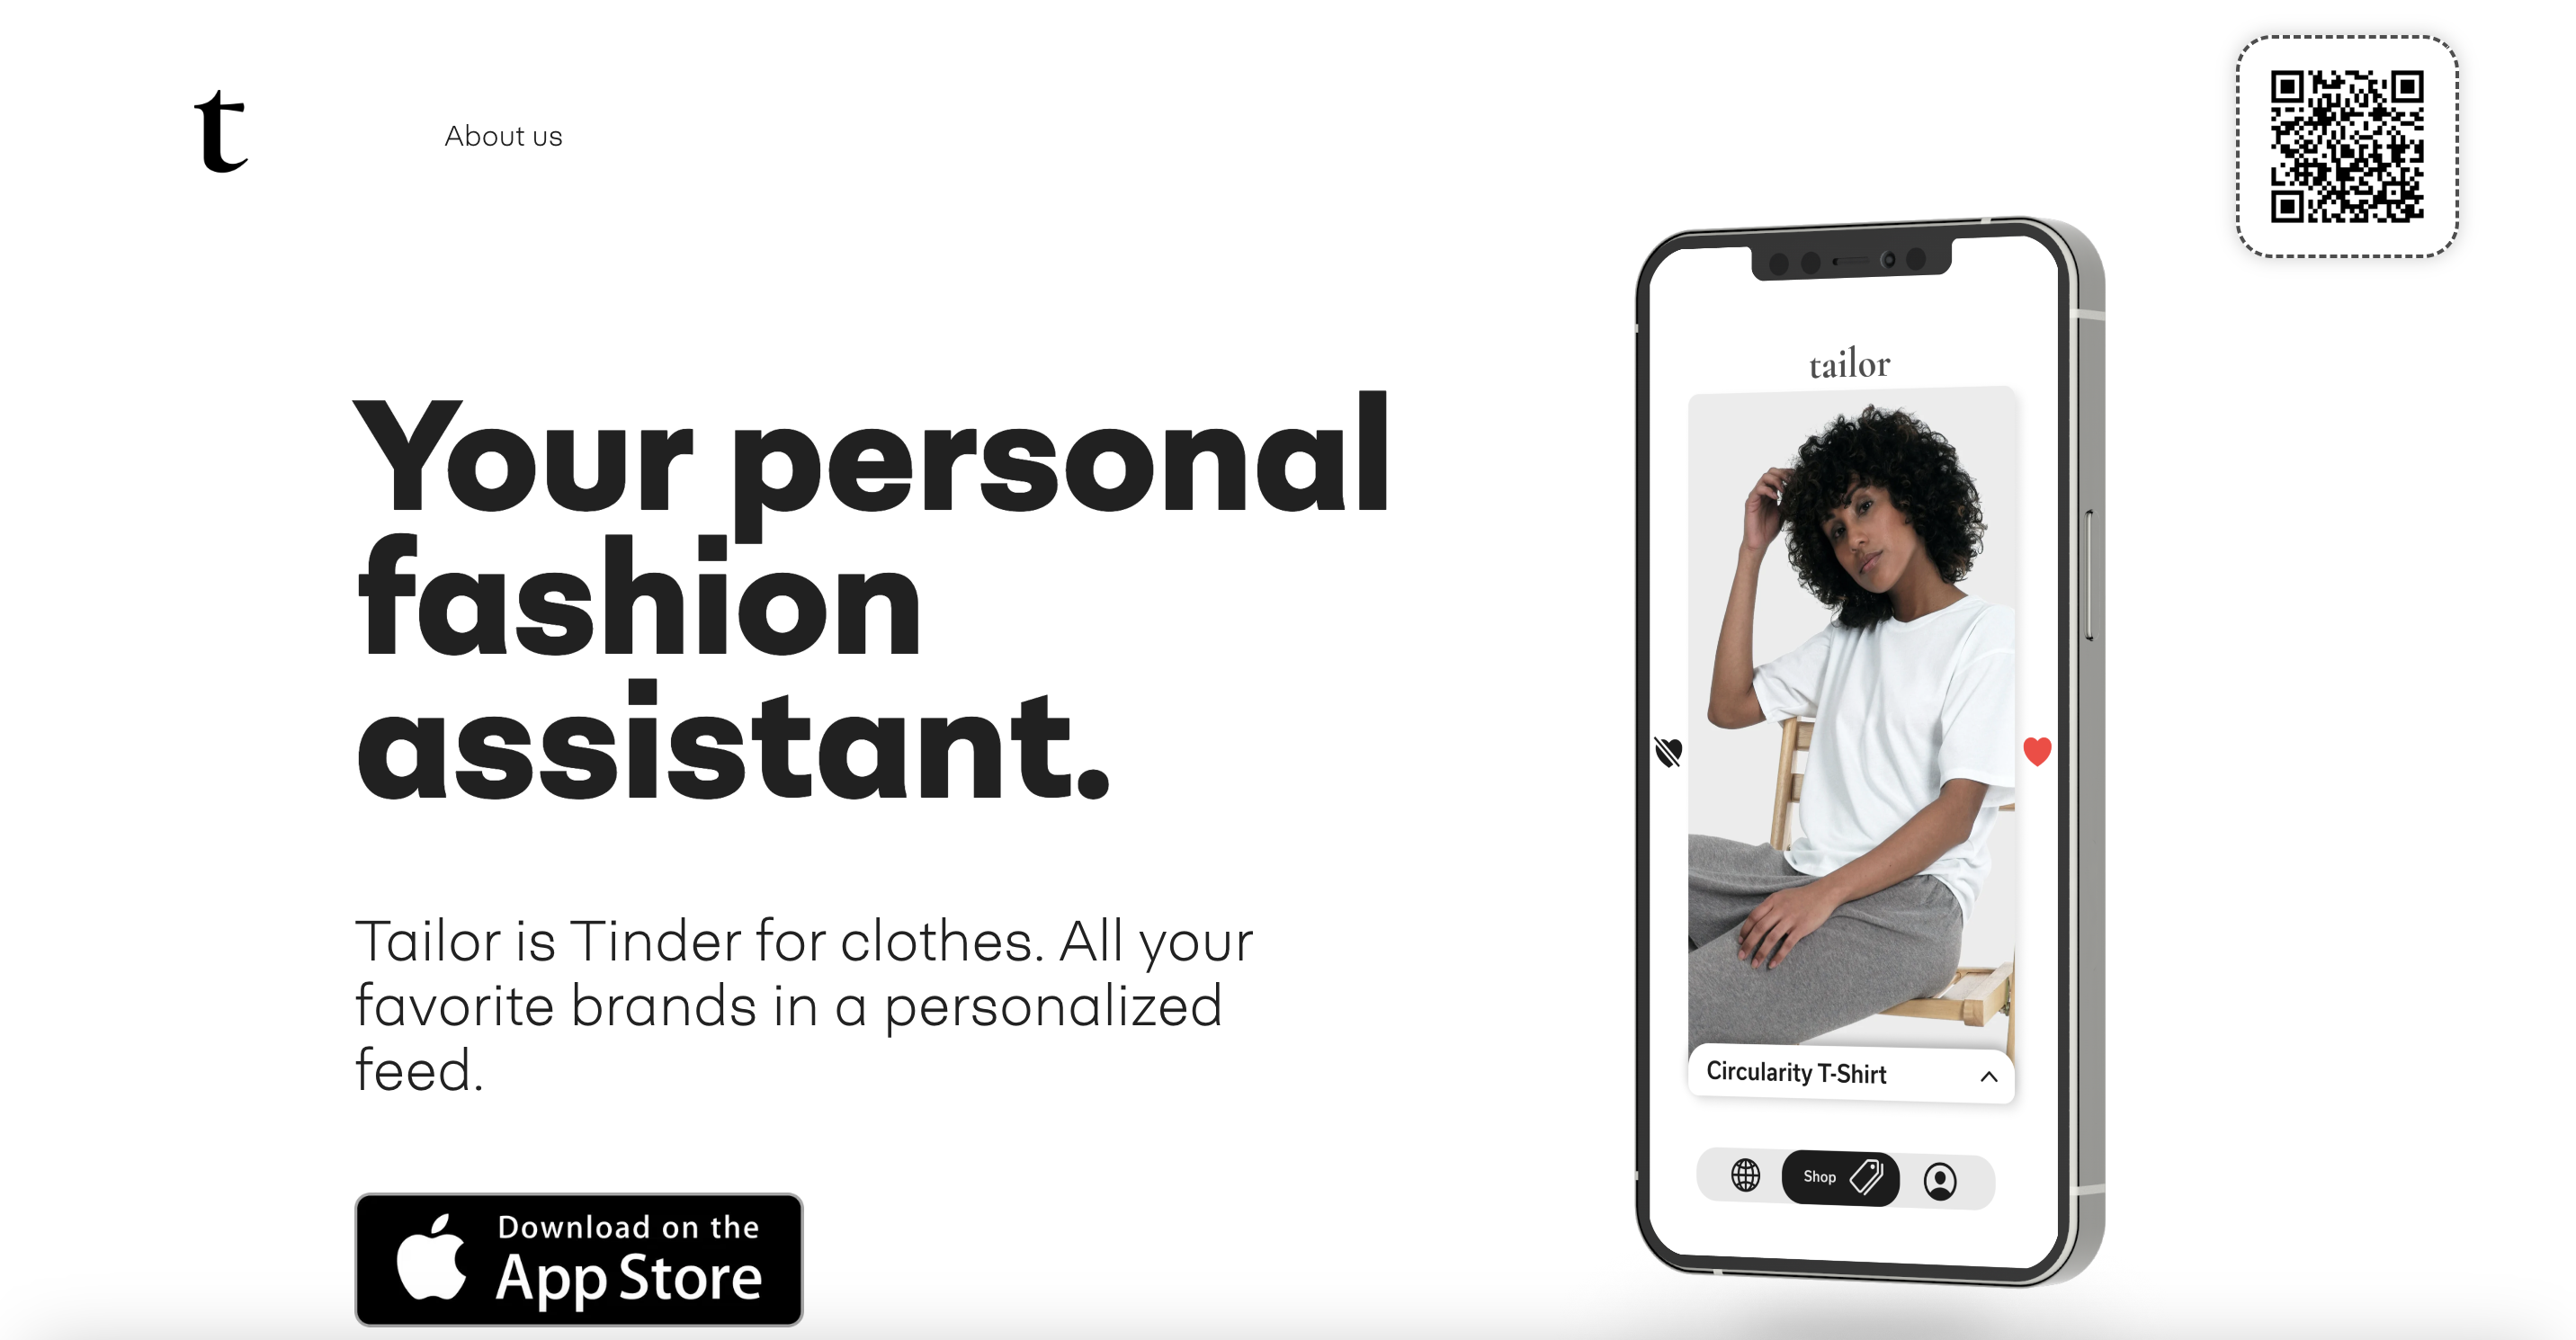 t
About us
Your personal
fashion
assistant.
Tailor is Tinder for clothes. All your
favorite brands in a personalized
feed.
Download on the
App Store
tailor
Circularity T-Shirt
Shop